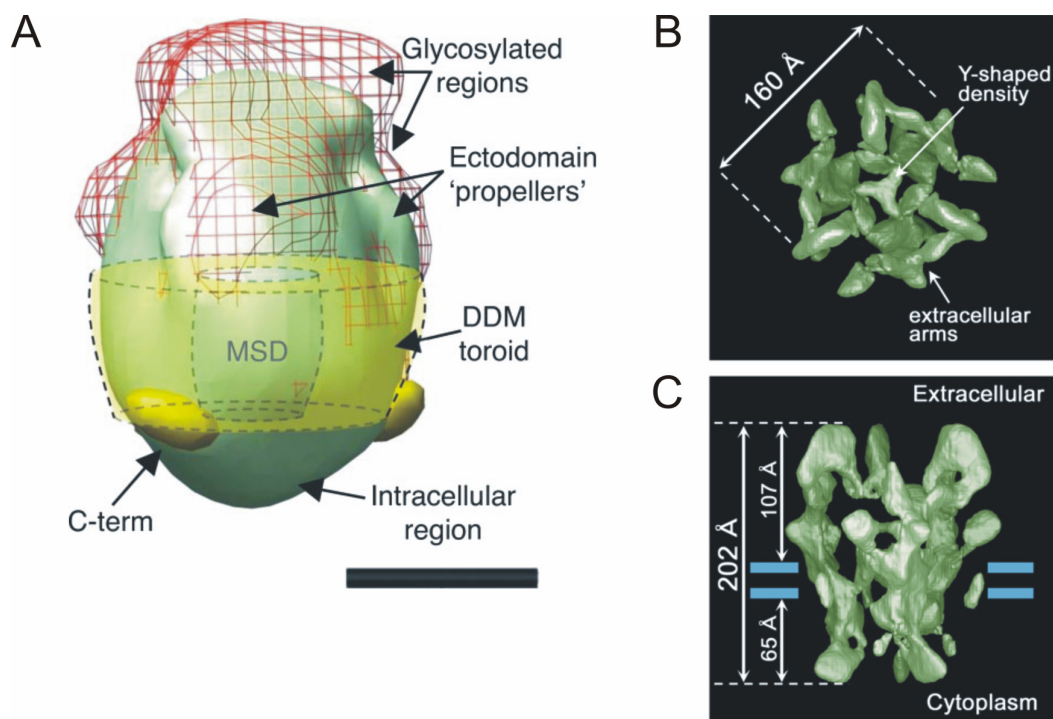 A
Glycosylated
regions
Ectodomain
‘propellers’
DDM
toroid
MSD
C-term
Intracellular
region
B
160 Å
Y-shaped
density
extracellular
arms
C
Extracellular
202 Å
107 Å
65 Å
Cytoplasm